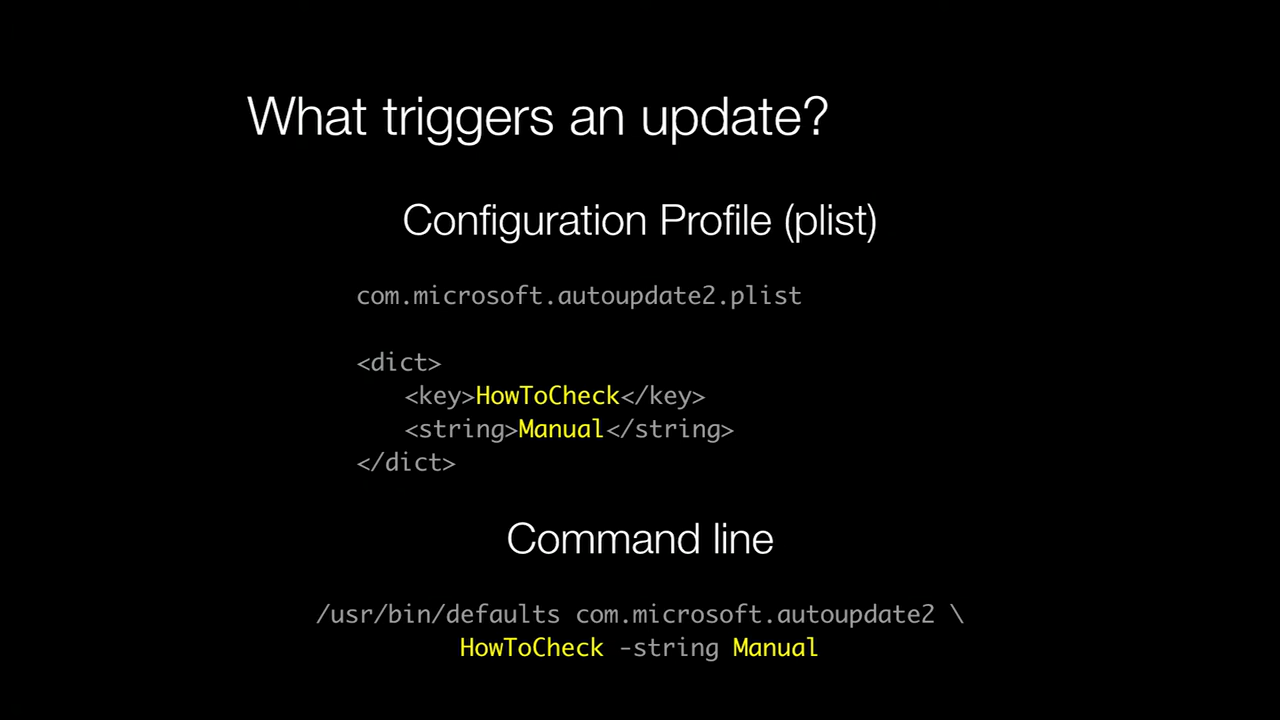 What triggers an update?
Configuration Profile (plist)
com.microsoft.autoupdate2.plist
<dict>
<key>HowToCheck</key>
<string>Manual</string>
</dict>
Command line
/usr/bin/defaults com.microsoft.autoupdate2 \
HowToCheck -string Manual